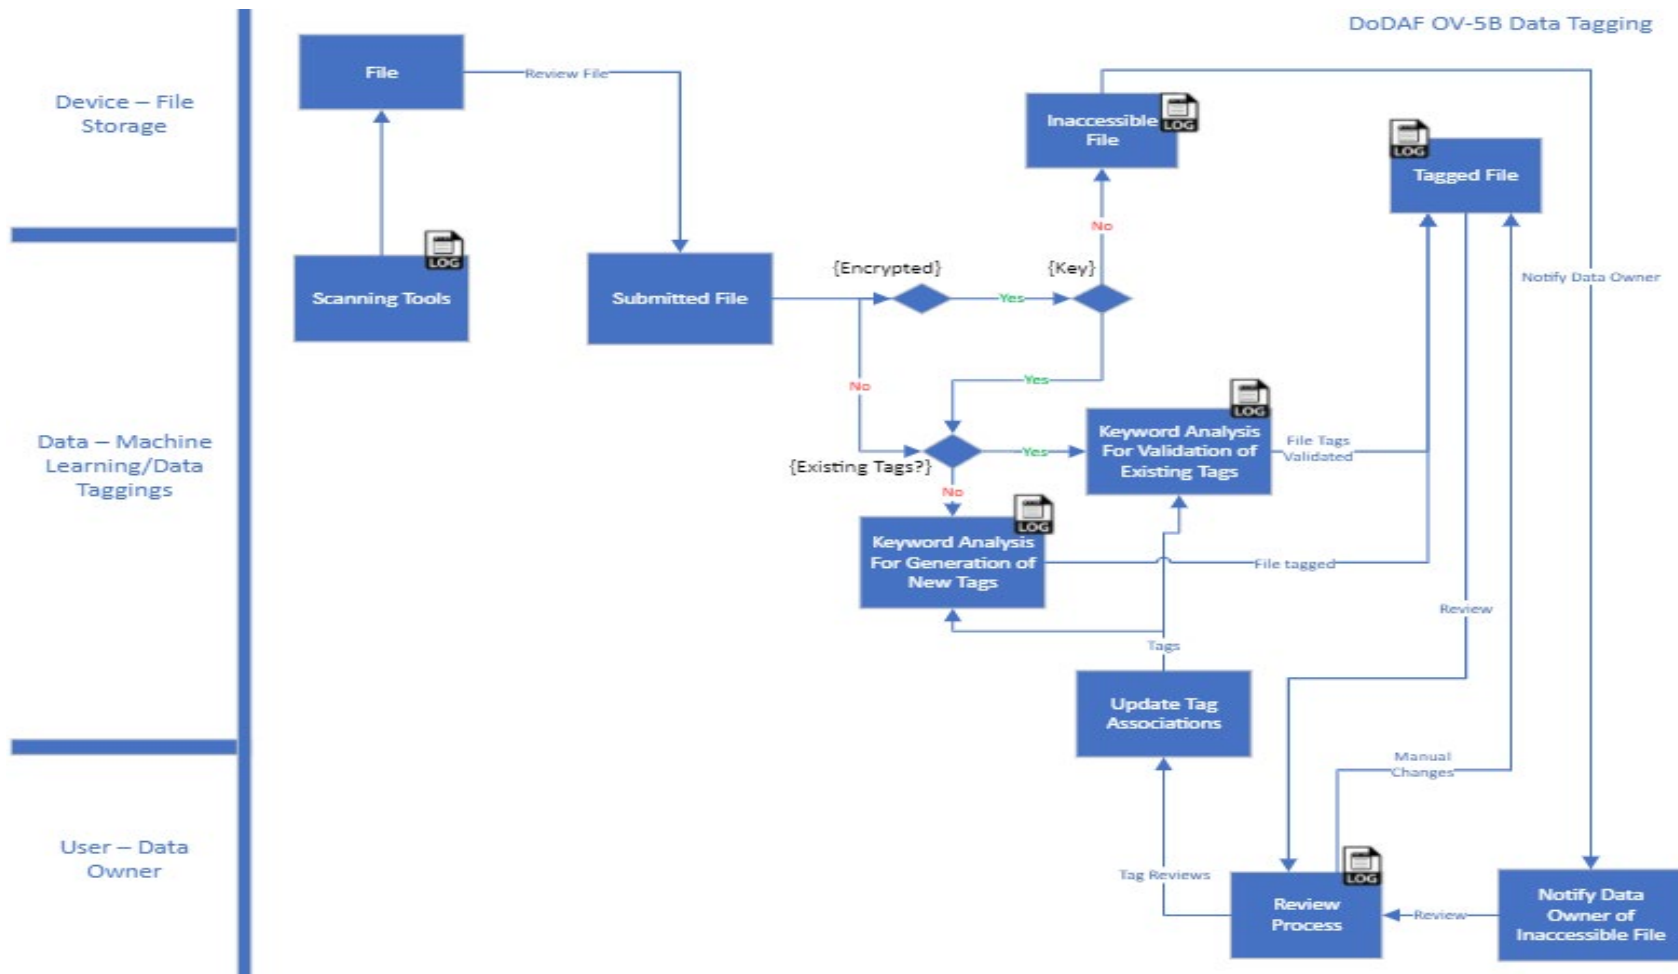 DoDAF OV-5B Data Tagging
Device – File
Storage
File
Review File
Inaccessible
File
LOG
LOG
Tagged File
No
Notify Data Owner
LOG
Scanning Tools
Submitted File
{Encrypted}
Yes
{Key}
No
Yes
Data – Machine
Learning/Data
Taggings
{Existing Tags?}
Yes
LOG
Keyword Analysis
For Validation of
Existing Tags
File Tags
Validated
No
LOG
Keyword Analysis
For Generation of
New Tags
File tagged
Review
Tags
Update Tag
Associations
Manual
Changes
User – Data
Owner
Tag Reviews
LOG
Review
Process
Review
Notify Data
Owner of
Inaccessible File